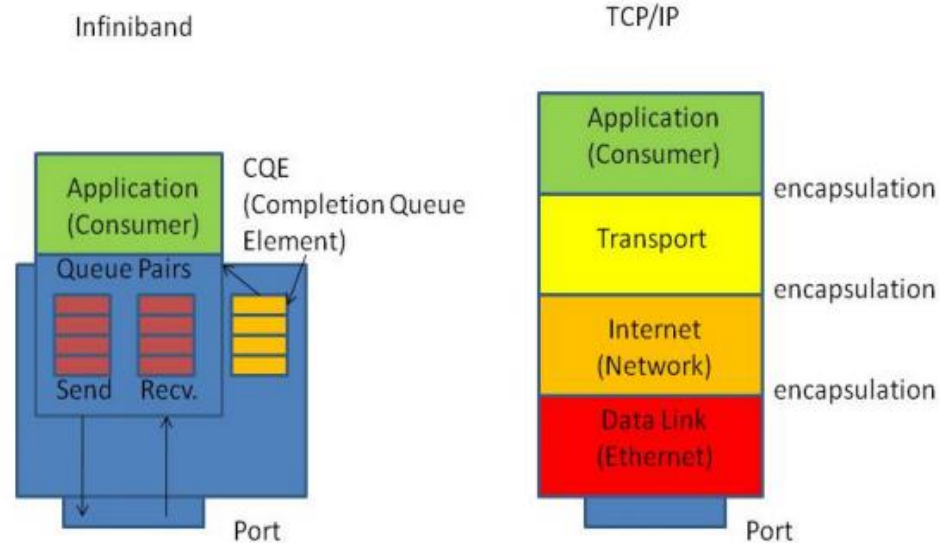 Infiniband
TCP/IP
Application
(Consumer)
CQE
(Completion Queue
Element)
Queue Pairs
Send
Recv.
Port
Application
(Consumer)
encapsulation
Transport
encapsulation
Internet
(Network)
encapsulation
Data Link
(Ethernet)
Port